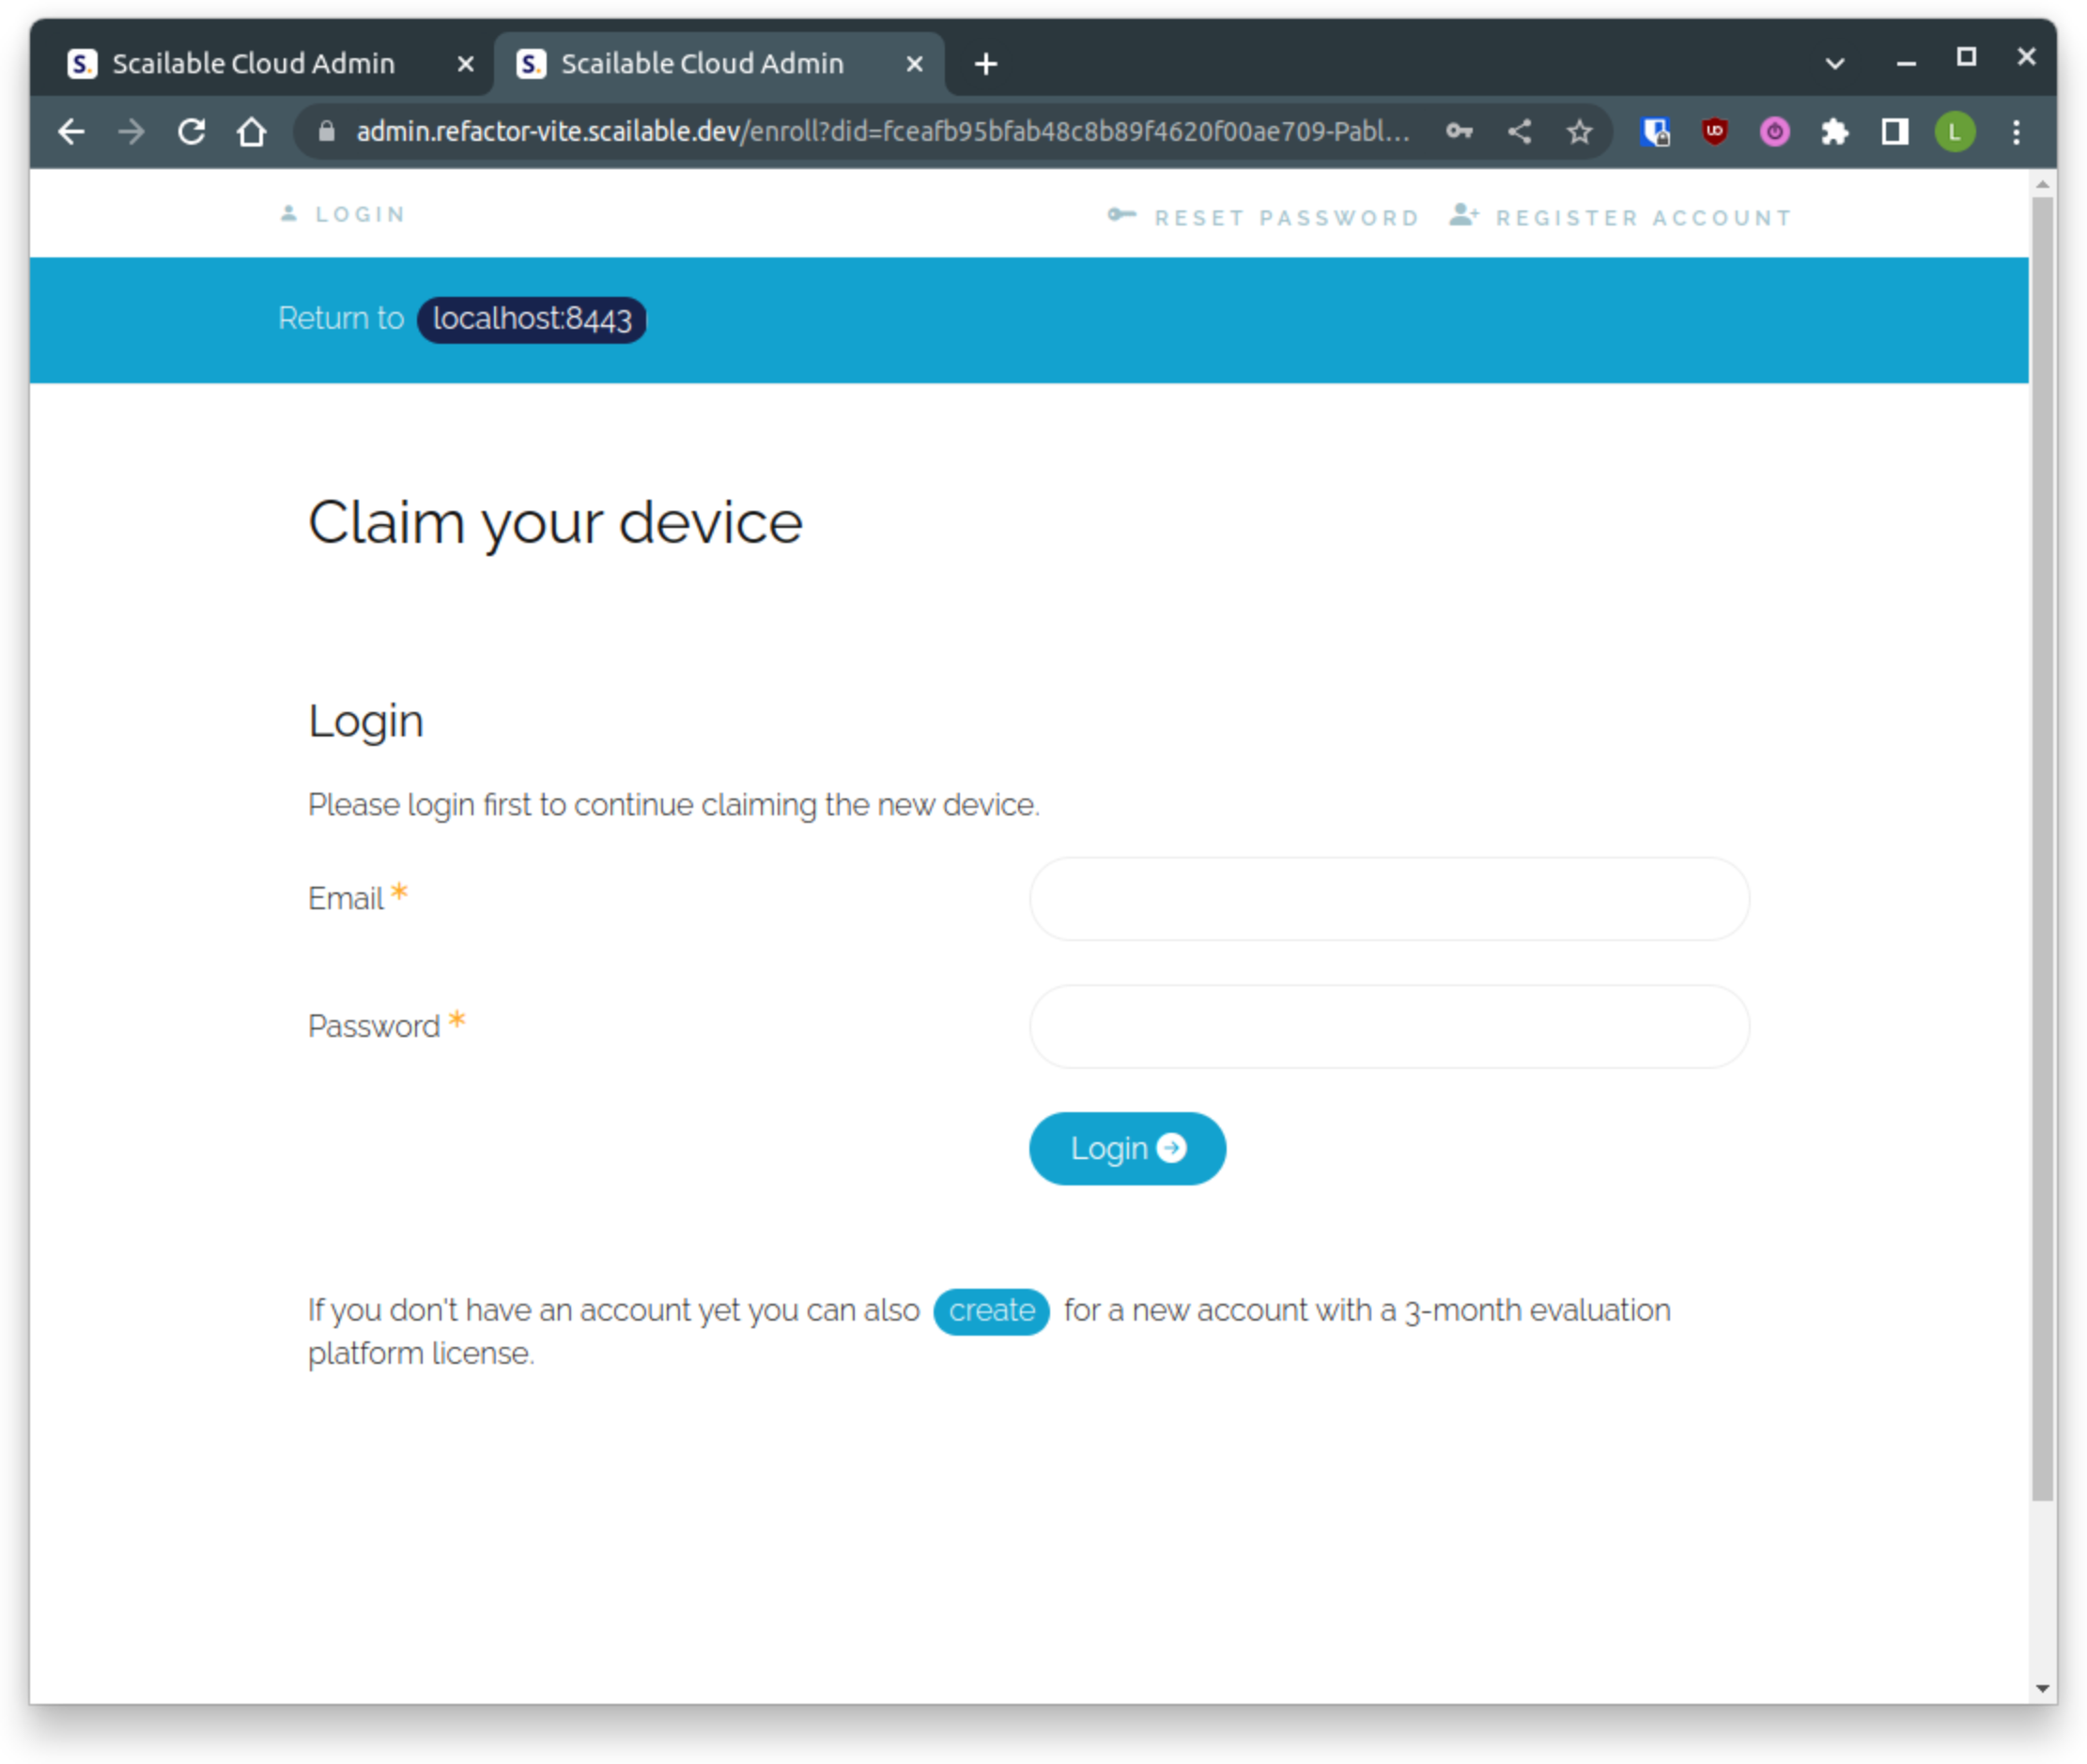 S. Scailable Cloud Admin S. Scailable Cloud Admin
admin.refactor-vite.scailable.dev/enroll?did=fceafb95bfab48c8b89f4620f00ae709-Pabl... L
LOGIN RESET PASSWORD REGISTER ACCOUNT
Return to localhost:8443
Claim your device
Login
Please login first to continue claiming the new device.
Email *
Password *
Login
If you don't have an account yet you can also create for a new account with a 3-month evaluation
platform license.